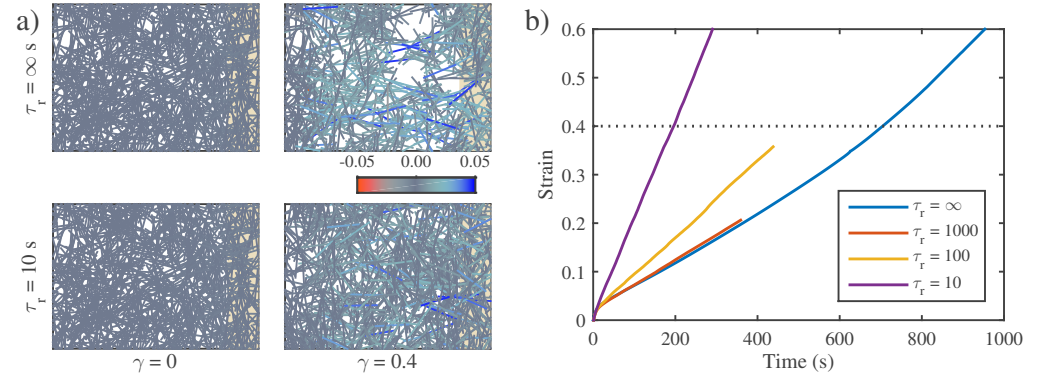 a)
τr = ∞ s
-0.05 0.00 0.05
τr = 10 s
γ = 0 γ = 0.4
b)
Strain
0.6
0.5
0.4
0.3
0.2
0.1
0
τr = ∞
τr = 1000
τr = 100
τr = 10
0 200 400 600 800 1000
Time (s)